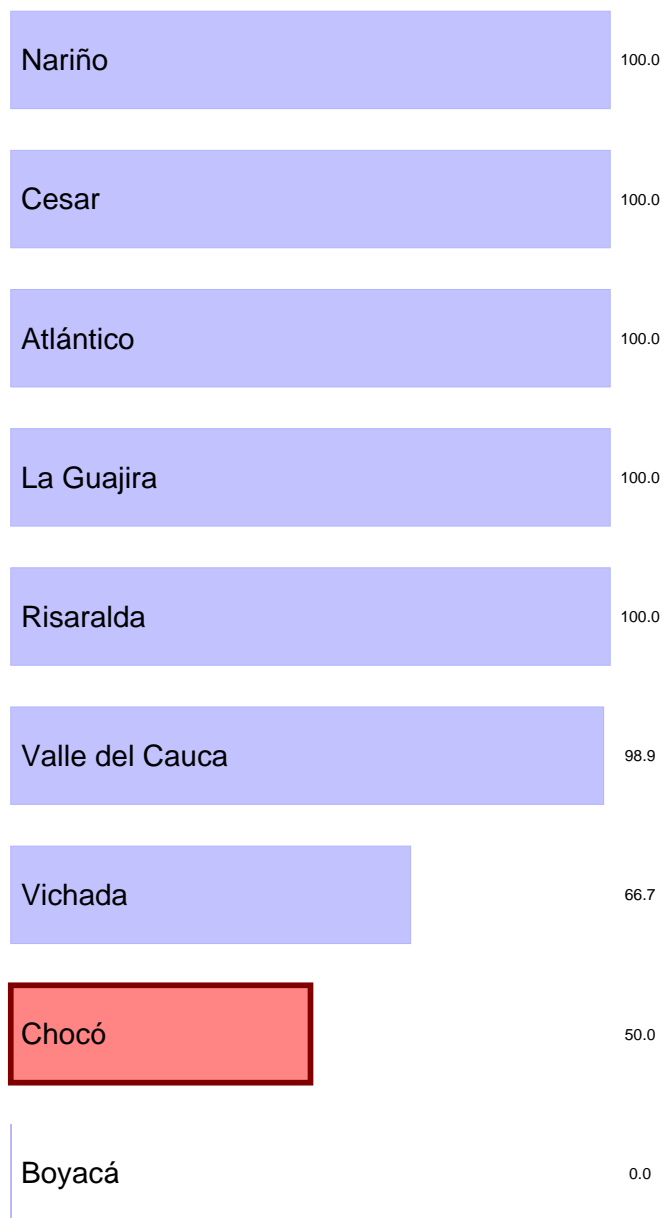 Nariño 100.0
Cesar 100.0
Atlántico 100.0
La Guajira 100.0
Risaralda 100.0
Valle del Cauca 98.9
Vichada 66.7
Chocó 50.0
Boyacá 0.0